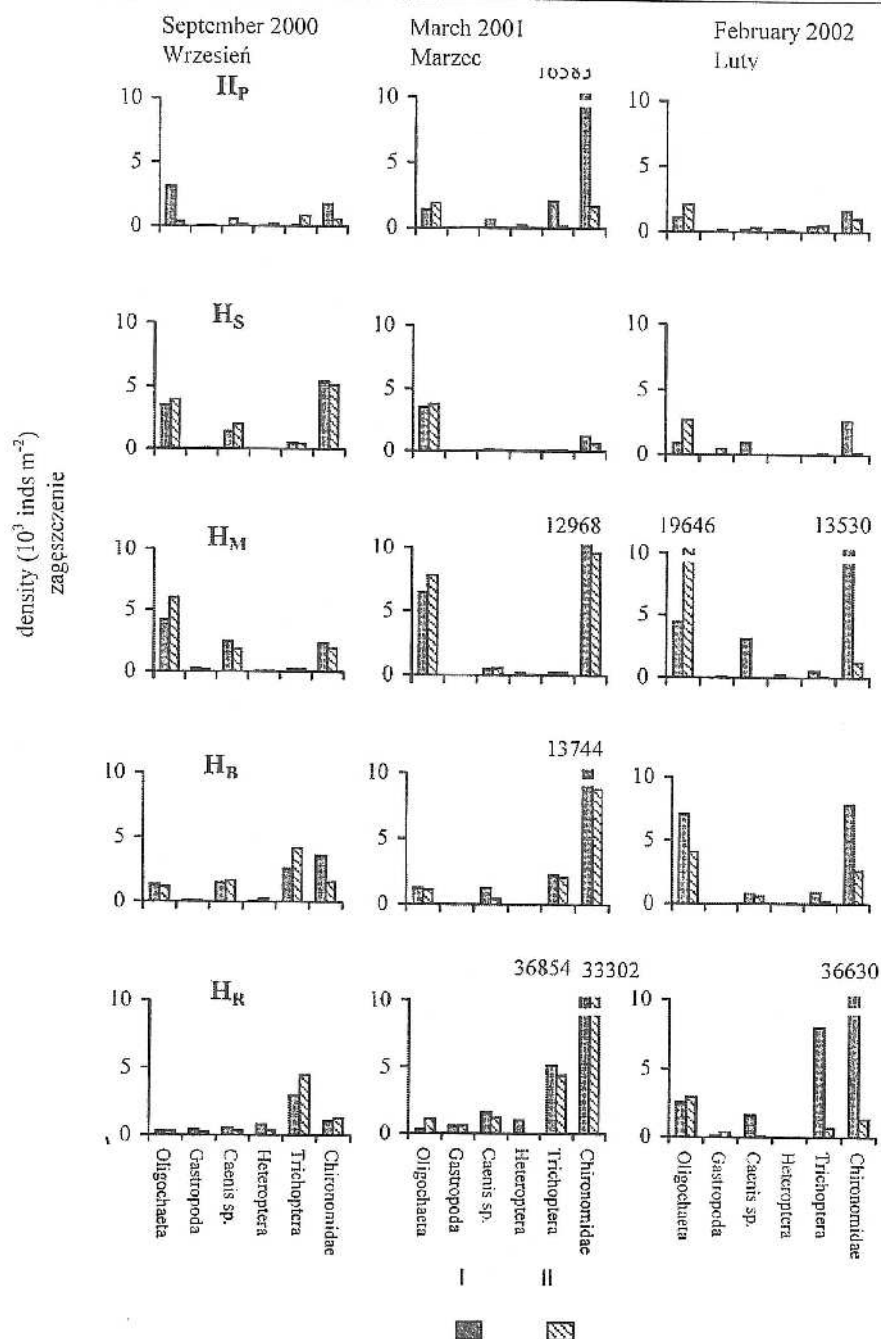 September 2000 March 2001 February 2002
Wrzesień Marzec Luty
16583
H_P
10 10 10
5 5 5
0 0 0
H_S
10 10 10
5 5 5
0 0 0
density (10³ inds m⁻²)
zagęszczenie
12968 19646 13530
H_M
10 10 10
5 5 5
0 0 0
13744
H_B
10 10 10
5 5 5
0 0 0
36854 33302 36630
H_R
10 10 10
5 5 5
0 0 0
Oligochaeta Gastropoda Caenis sp. Heteroptera Trichoptera Chironomidae
Oligochaeta Gastropoda Caenis sp. Heteroptera Trichoptera Chironomidae
Oligochaeta Gastropoda Caenis sp. Heteroptera Trichoptera Chironomidae
I II